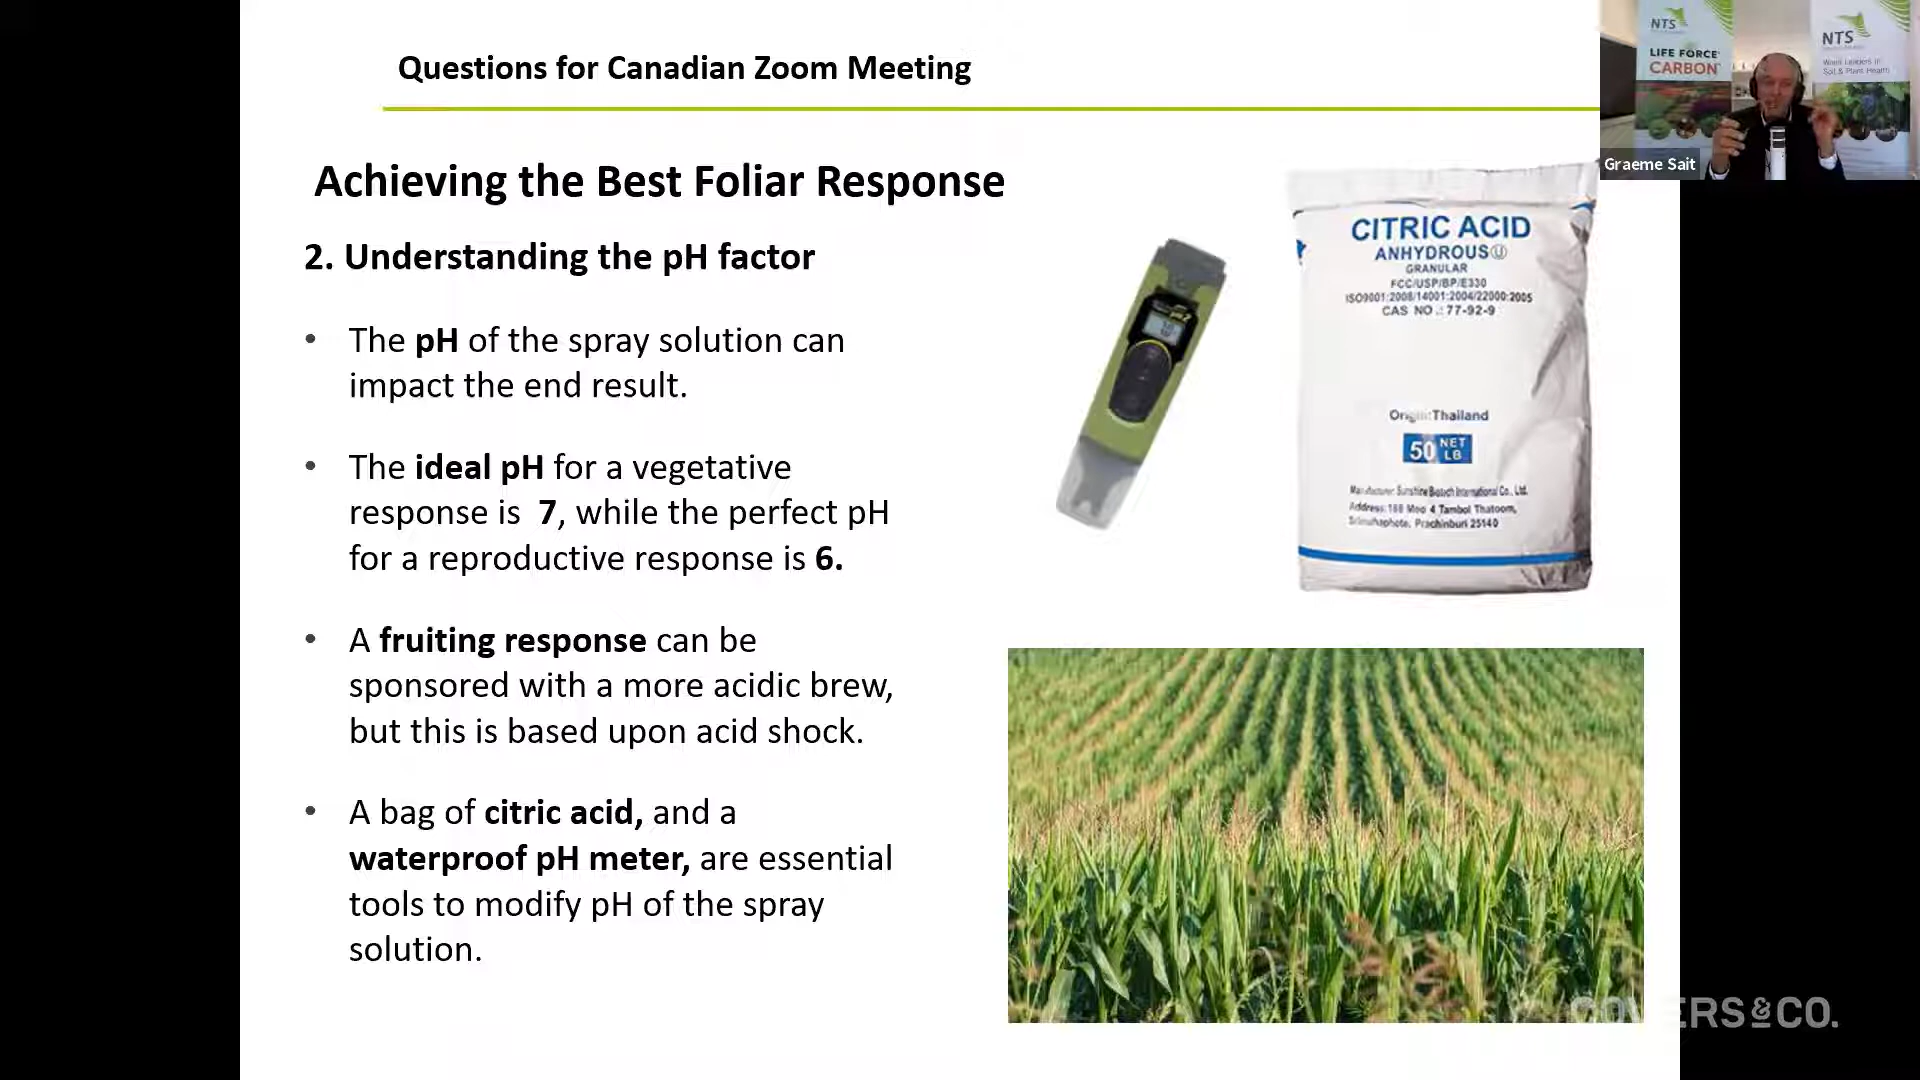 Questions for Canadian Zoom Meeting
Achieving the Best Foliar Response
2. Understanding the pH factor
• The pH of the spray solution can
impact the end result.
• The ideal pH for a vegetative
response is 7, while the perfect pH
for a reproductive response is 6.
• A fruiting response can be
sponsored with a more acidic brew,
but this is based upon acid shock.
• A bag of citric acid, and a
waterproof pH meter, are essential
tools to modify pH of the spray
solution.
CITRIC ACID
ANHYDROUS Ⓤ
GRANULAR
FCC/USP/BP/E330
ISO9001:2008/14001:2004/22000:2005
CAS NO.:77-92-9
Origin:Thailand
50 NET
LB
Manufacturer: Sunshine Biotech International Co., Ltd.
Address: 188 Moo 4 Tambol Thatoom,
Srimahaphote, Prachinburi 25140
NTS
LIFE FORCE
CARBON
NTS
Soil & Plant Health
Graeme Sait
COVERS&CO.